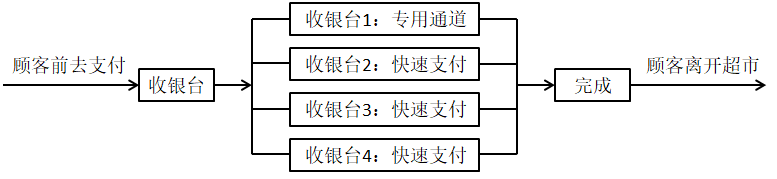 顾客前去支付
收银台
收银台1：专用通道
收银台2：快速支付
收银台3：快速支付
收银台4：快速支付
完成
顾客离开超市